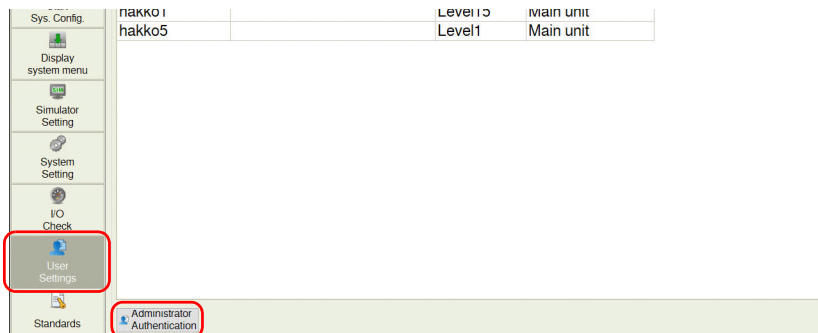 Sys. Config.
Display
system menu
Simulator
Setting
System
Setting
I/O
Check
User
Settings
Standards
hakko1 Level15 Main unit
hakko5 Level1 Main unit
Administrator
Authentication